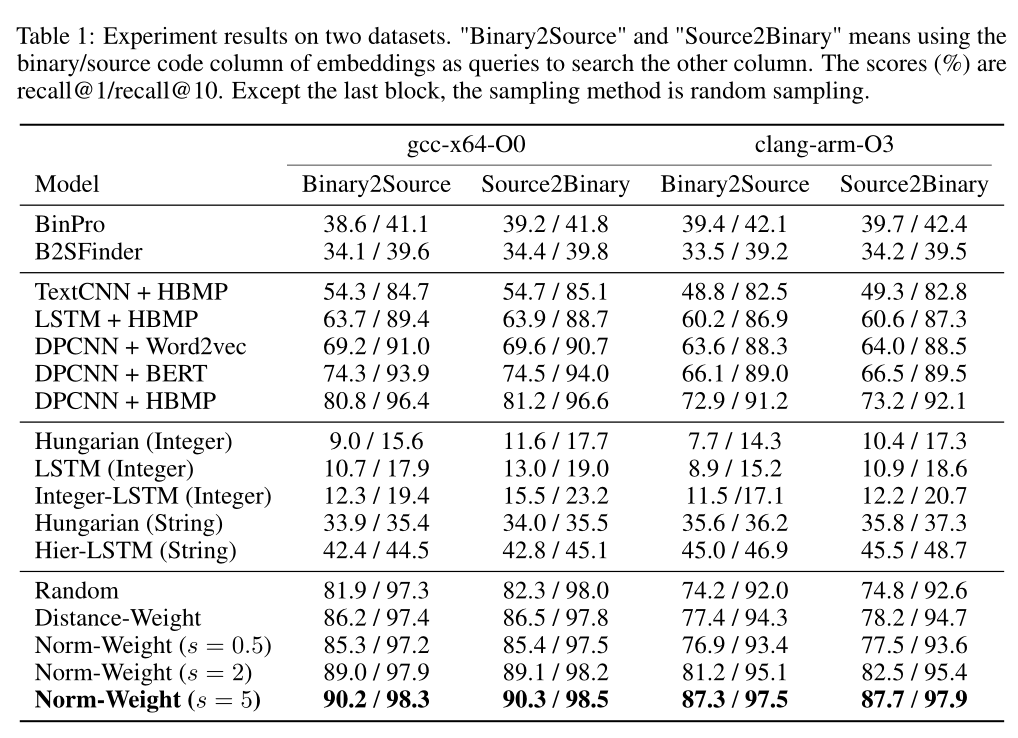 Table 1: Experiment results on two datasets. "Binary2Source" and "Source2Binary" means using the
binary/source code column of embeddings as queries to search the other column. The scores (%) are
recall@1/recall@10. Except the last block, the sampling method is random sampling.
gcc-x64-O0 clang-arm-O3
Model Binary2Source Source2Binary Binary2Source Source2Binary
BinPro 38.6 / 41.1 39.2 / 41.8 39.4 / 42.1 39.7 / 42.4
B2SFinder 34.1 / 39.6 34.4 / 39.8 33.5 / 39.2 34.2 / 39.5
TextCNN + HBMP 54.3 / 84.7 54.7 / 85.1 48.8 / 82.5 49.3 / 82.8
LSTM + HBMP 63.7 / 89.4 63.9 / 88.7 60.2 / 86.9 60.6 / 87.3
DPCNN + Word2vec 69.2 / 91.0 69.6 / 90.7 63.6 / 88.3 64.0 / 88.5
DPCNN + BERT 74.3 / 93.9 74.5 / 94.0 66.1 / 89.0 66.5 / 89.5
DPCNN + HBMP 80.8 / 96.4 81.2 / 96.6 72.9 / 91.2 73.2 / 92.1
Hungarian (Integer) 9.0 / 15.6 11.6 / 17.7 7.7 / 14.3 10.4 / 17.3
LSTM (Integer) 10.7 / 17.9 13.0 / 19.0 8.9 / 15.2 10.9 / 18.6
Integer-LSTM (Integer) 12.3 / 19.4 15.5 / 23.2 11.5 /17.1 12.2 / 20.7
Hungarian (String) 33.9 / 35.4 34.0 / 35.5 35.6 / 36.2 35.8 / 37.3
Hier-LSTM (String) 42.4 / 44.5 42.8 / 45.1 45.0 / 46.9 45.5 / 48.7
Random 81.9 / 97.3 82.3 / 98.0 74.2 / 92.0 74.8 / 92.6
Distance-Weight 86.2 / 97.4 86.5 / 97.8 77.4 / 94.3 78.2 / 94.7
Norm-Weight (s = 0.5) 85.3 / 97.2 85.4 / 97.5 76.9 / 93.4 77.5 / 93.6
Norm-Weight (s = 2) 89.0 / 97.9 89.1 / 98.2 81.2 / 95.1 82.5 / 95.4
Norm-Weight (s = 5) 90.2 / 98.3 90.3 / 98.5 87.3 / 97.5 87.7 / 97.9